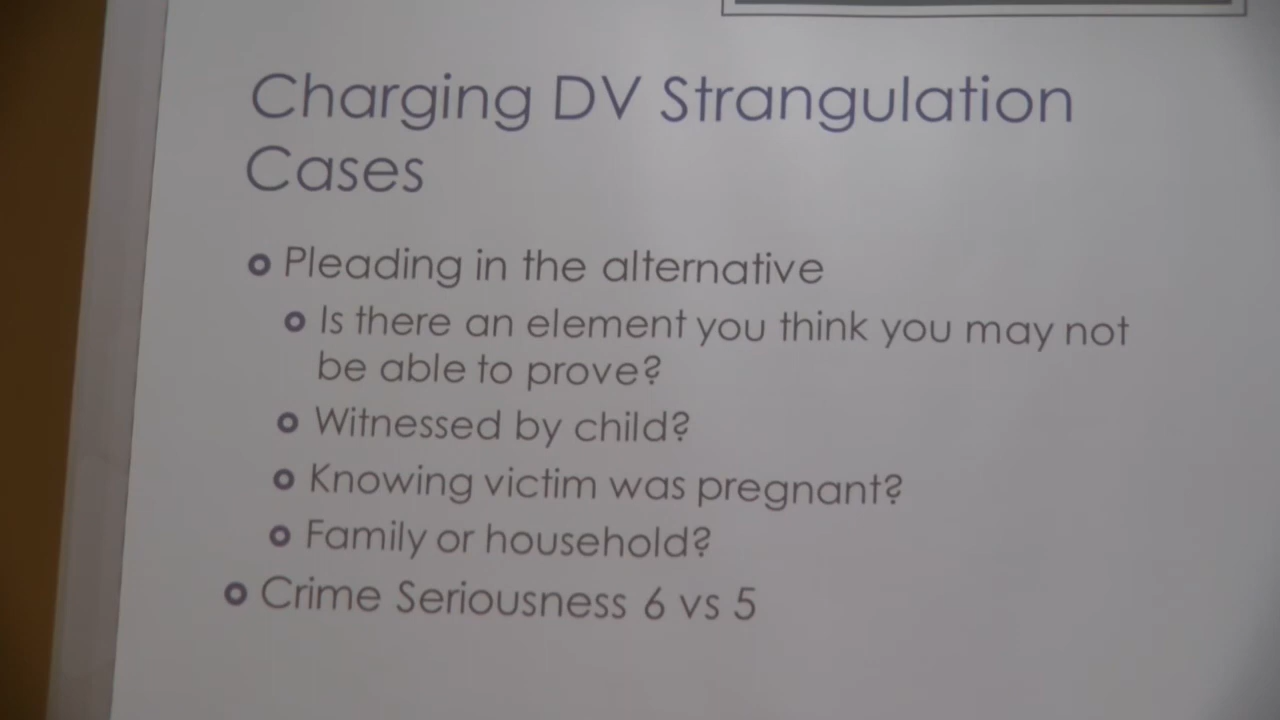 Charging DV Strangulation
Cases
Pleading in the alternative
Is there an element you think you may not
be able to prove?
Witnessed by child?
Knowing victim was pregnant?
Family or household?
Crime Seriousness 6 vs 5